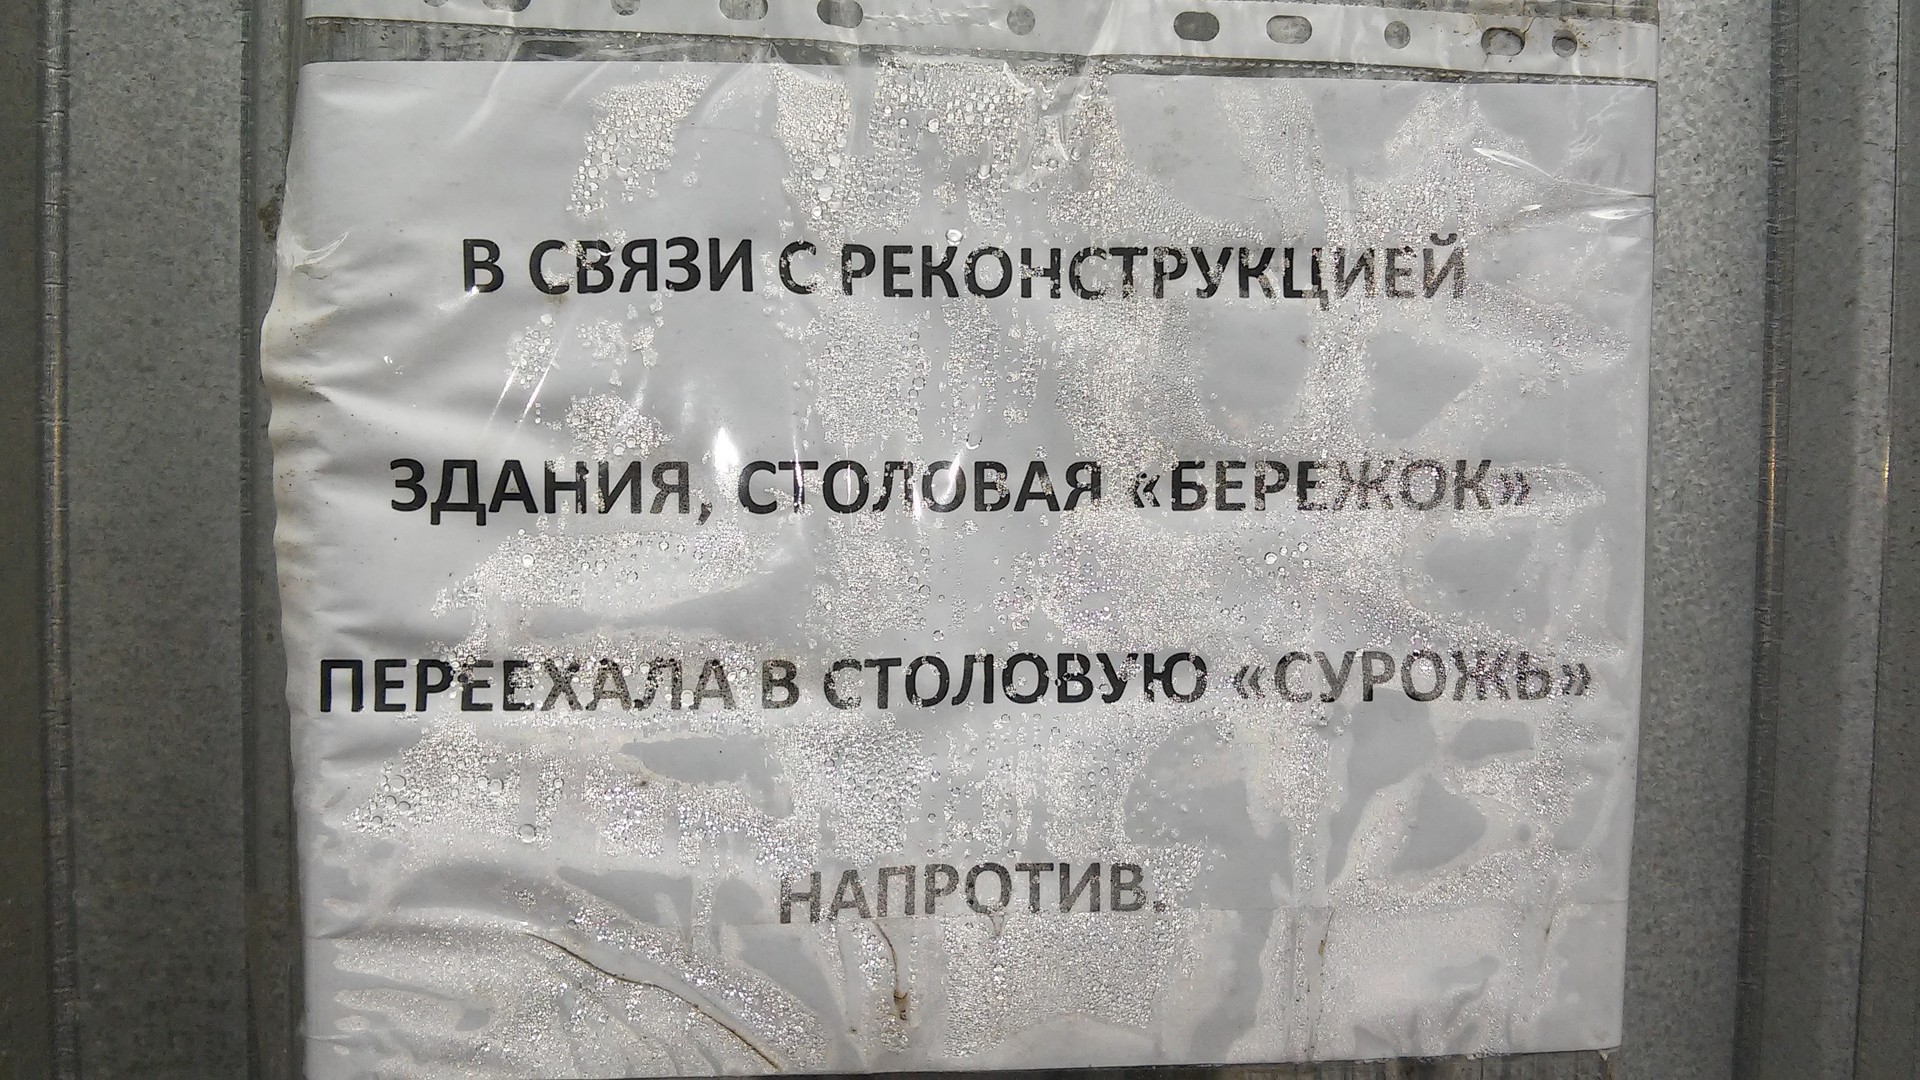 В СВЯЗИ С РЕКОНСТРУКЦИЕЙ
ЗДАНИЯ, СТОЛОВАЯ «БЕРЕЖОК»
ПЕРЕЕХАЛА В СТОЛОВУЮ «СУРОЖЬ»
НАПРОТИВ.